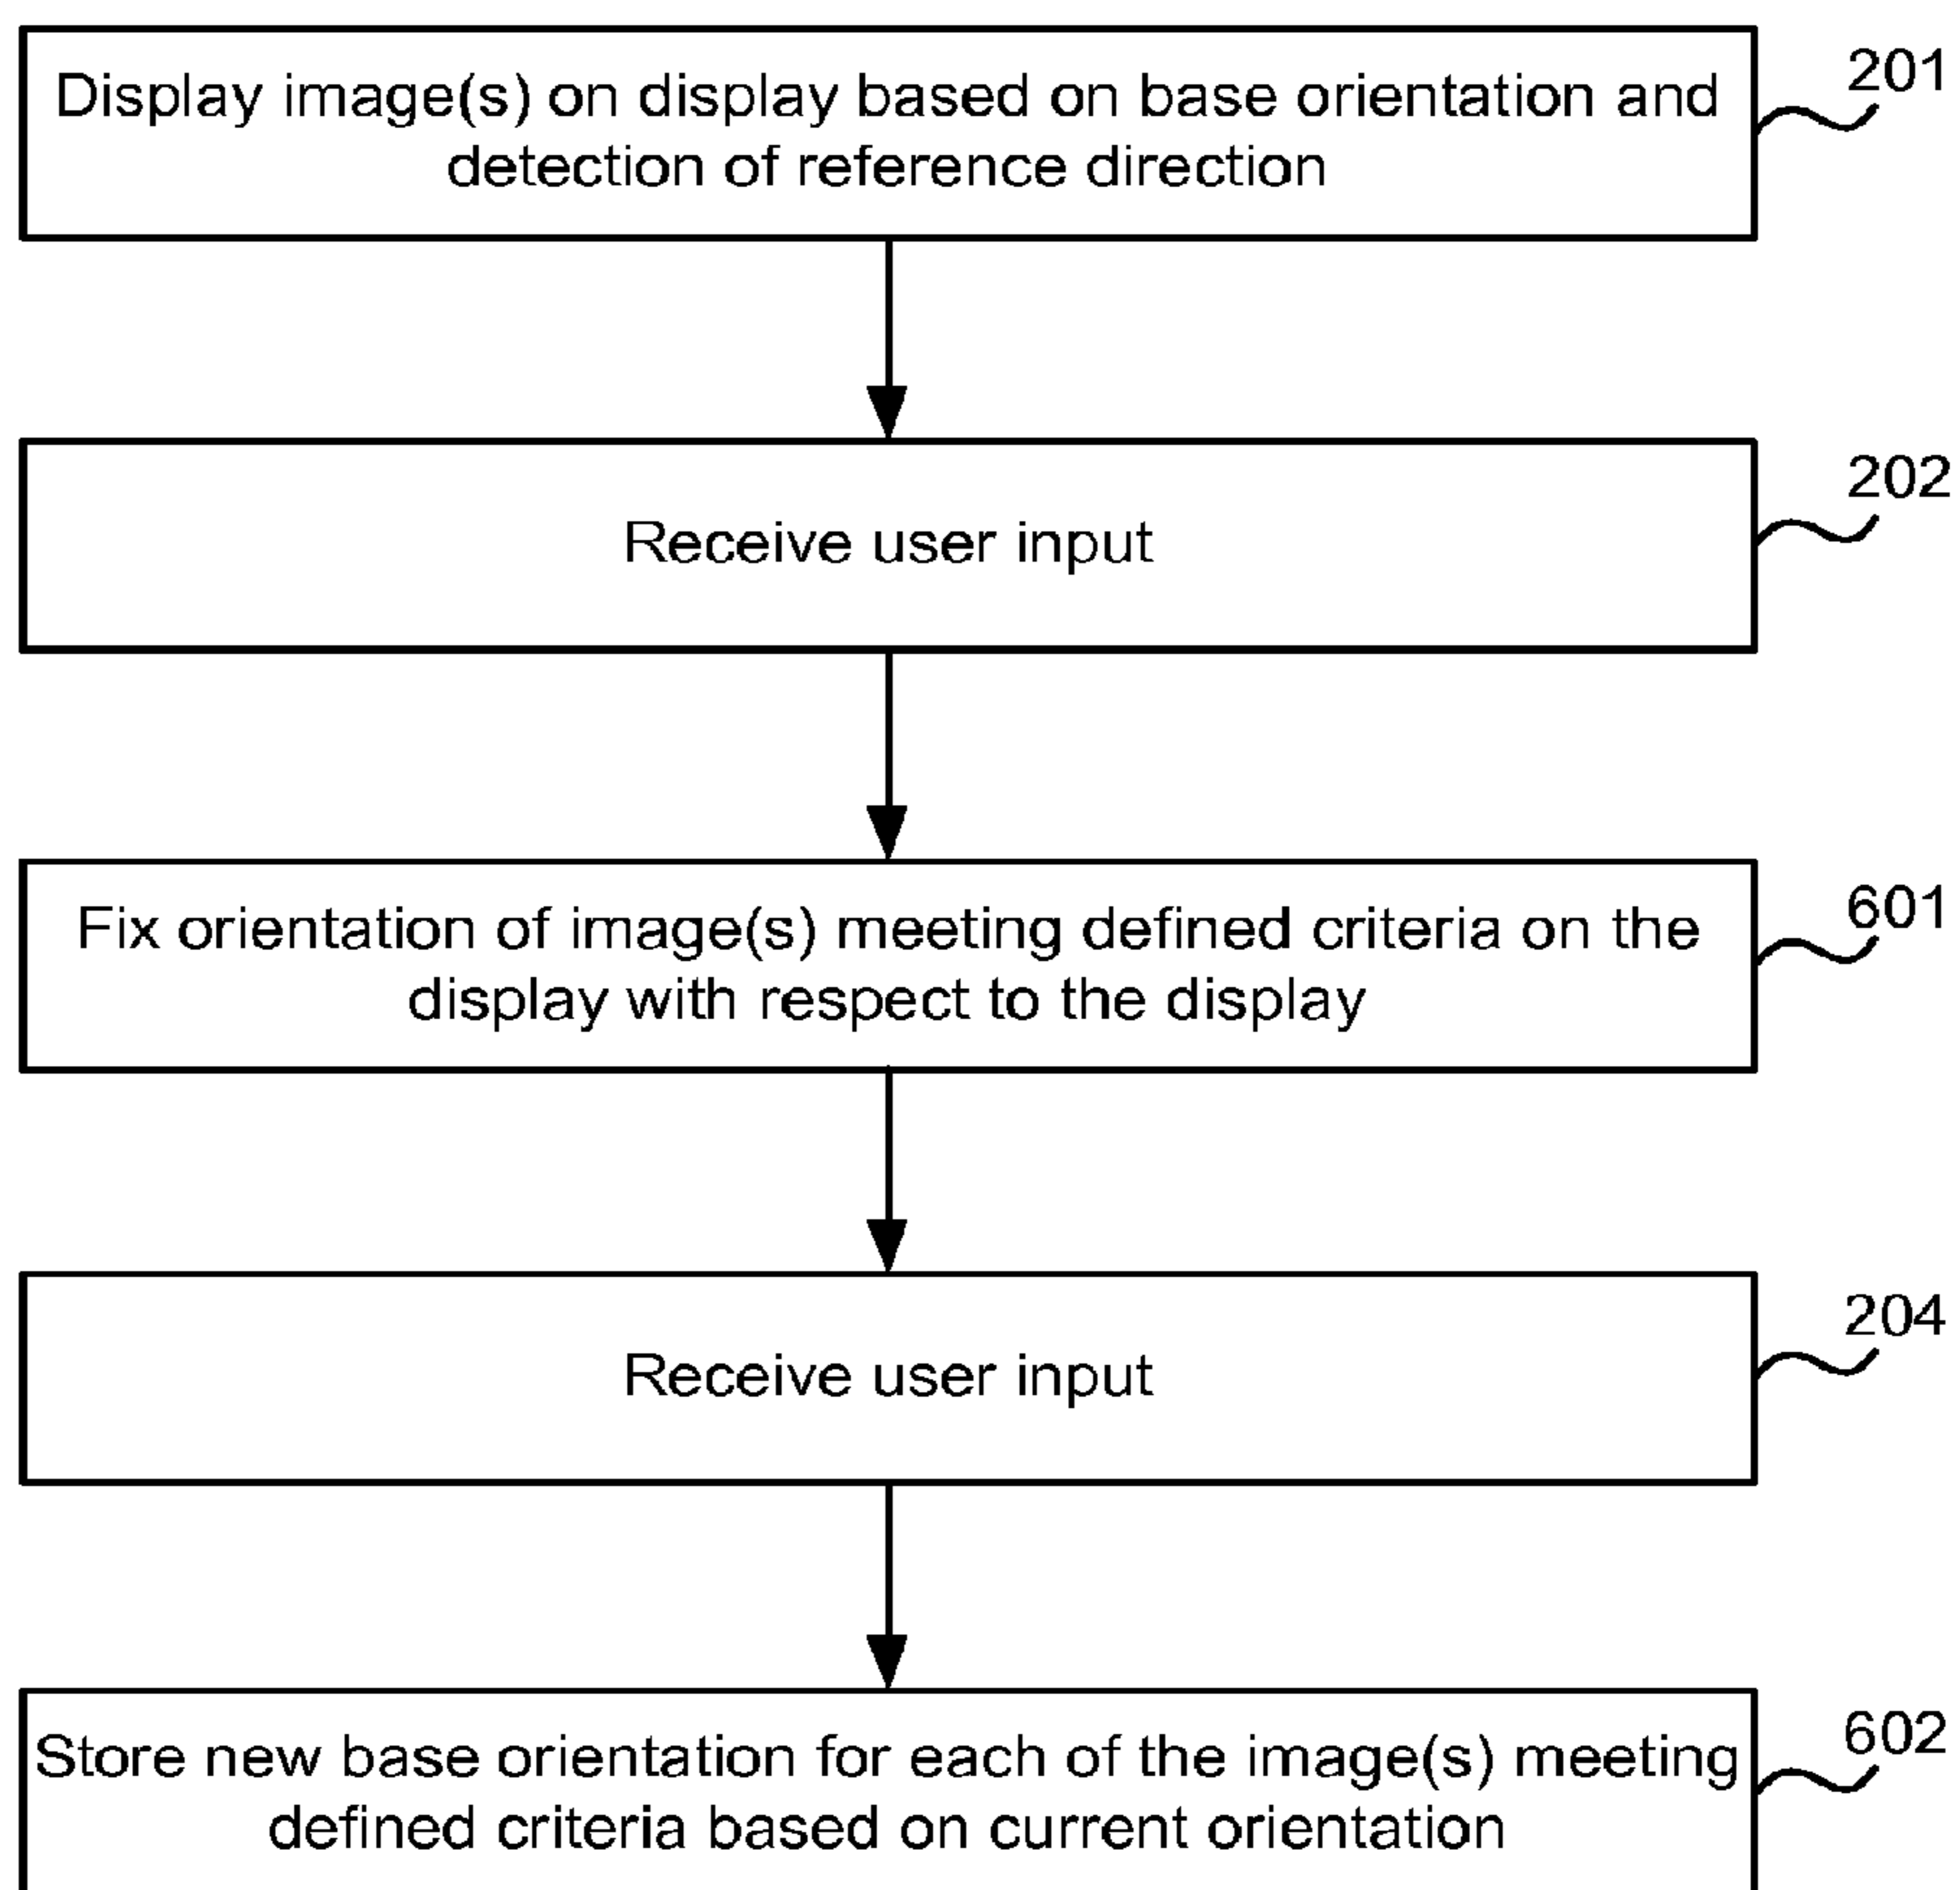 Display image(s) on display based on base orientation and
detection of reference direction
201
Receive user input
202
Fix orientation of image(s) meeting defined criteria on the
display with respect to the display
601
Receive user input
204
Store new base orientation for each of the image(s) meeting
defined criteria based on current orientation
602